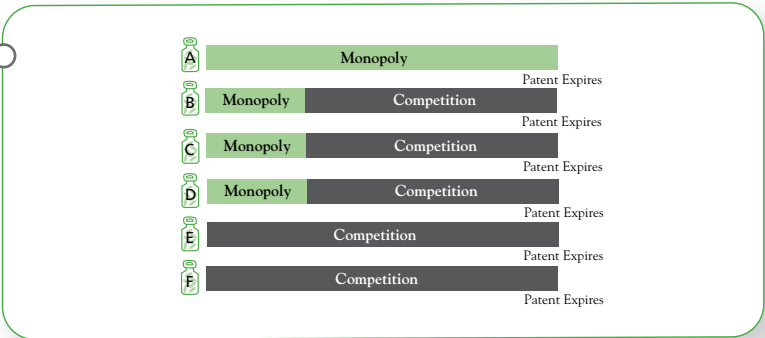 A Monopoly
Patent Expires
B Monopoly Competition
Patent Expires
C Monopoly Competition
Patent Expires
D Monopoly Competition
Patent Expires
E Competition
Patent Expires
F Competition
Patent Expires